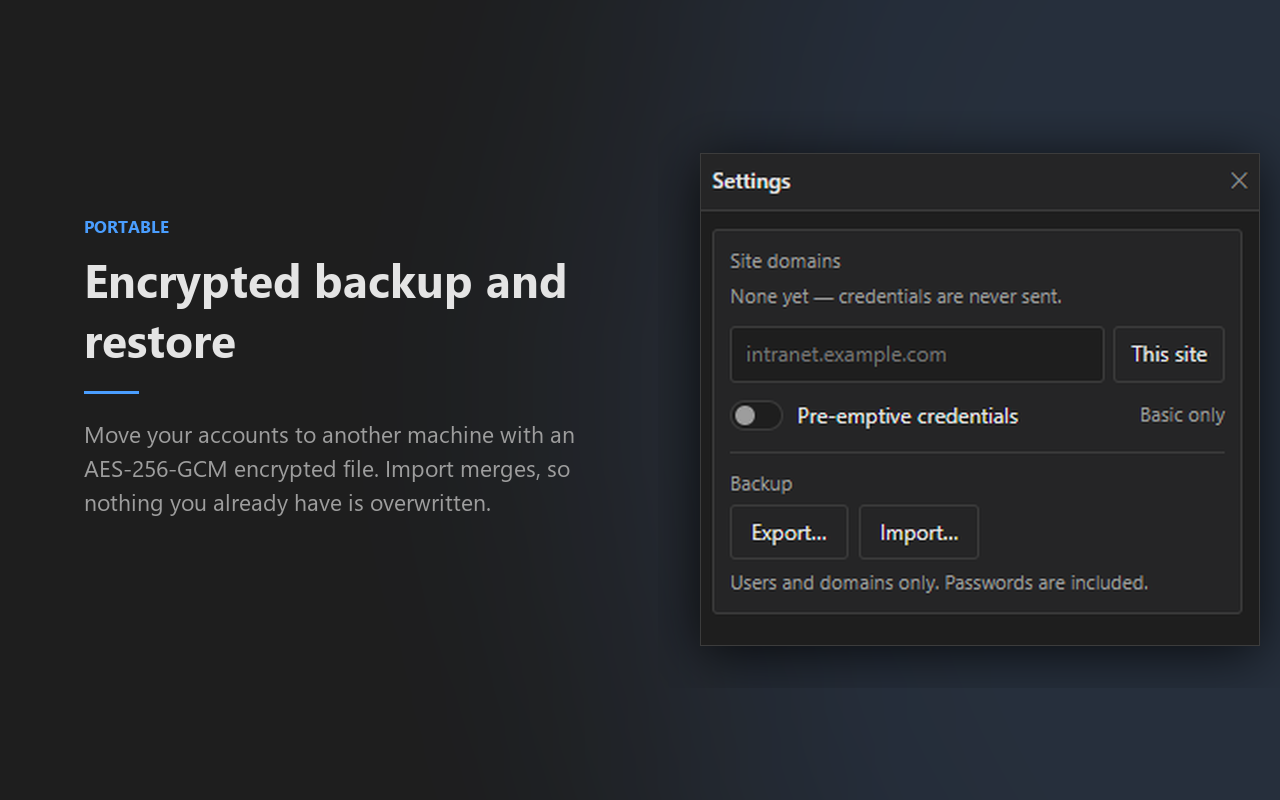 PORTABLE
Encrypted backup and
restore
Move your accounts to another machine with an
AES-256-GCM encrypted file. Import merges, so
nothing you already have is overwritten.
Settings
Site domains
None yet — credentials are never sent.
intranet.example.com
This site
Pre-emptive credentials
Basic only
Backup
Export...
Import...
Users and domains only. Passwords are included.